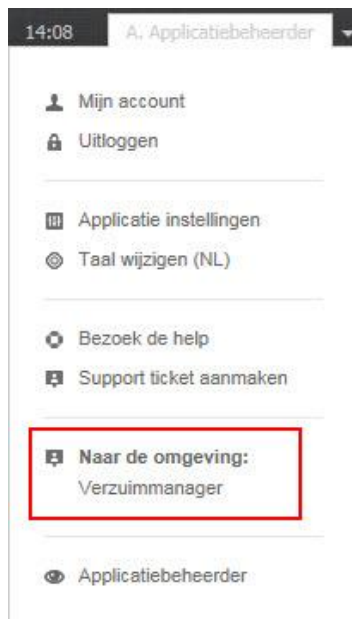 14:08 A. Applicatiebeheerder
Mijn account
Uitloggen
Applicatie instellingen
Taal wijzigen (NL)
Bezoek de help
Support ticket aanmaken
Naar de omgeving:
Verzuimmanager
Applicatiebeheerder